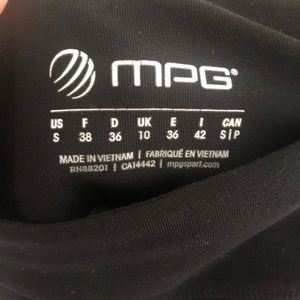 MPG®
US F D UK E I CAN
S 38 36 10 36 42 S|P
MADE IN VIETNAM | FABRIQUÉ EN VIETNAM
RN88201 | CA14442 | mpgsport.com